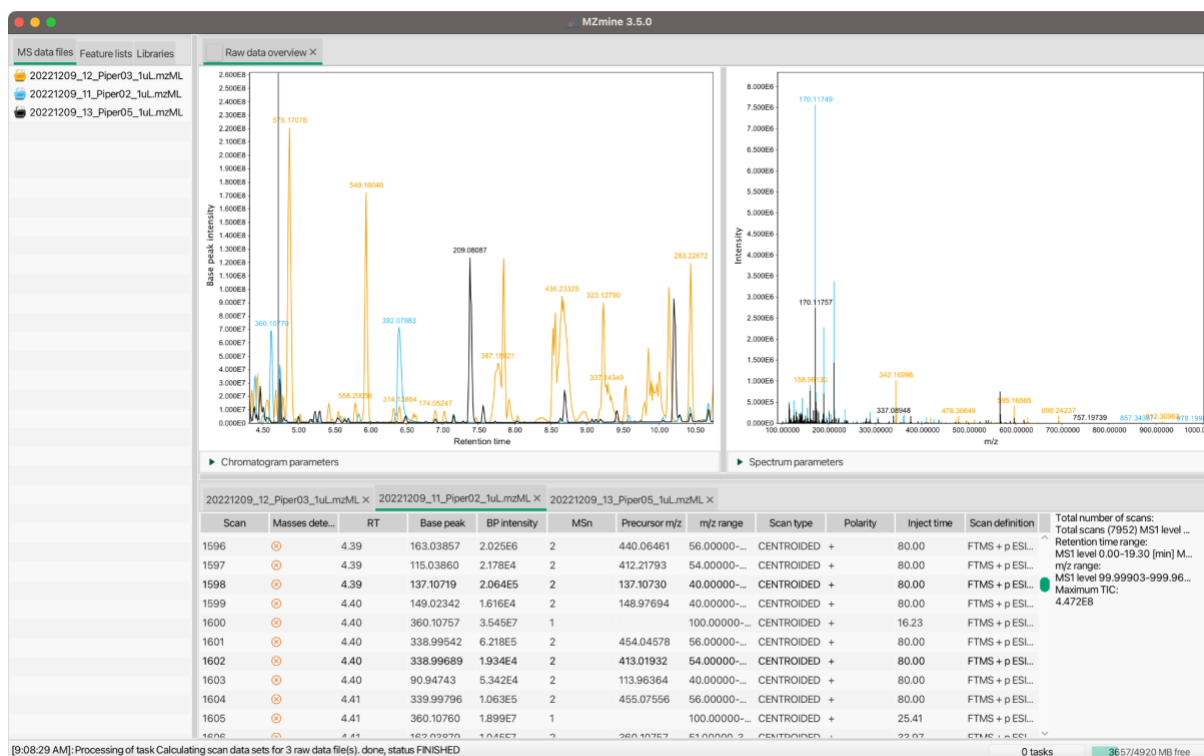 MZmine 3.5.0
MS data files Feature lists Libraries
20221209_12_Piper03_1uL.mzML
20221209_11_Piper02_1uL.mzML
20221209_13_Piper05_1uL.mzML
Raw data overview ×
2.600E8
2.500E8
2.400E8
2.300E8
2.200E8
2.100E8
2.000E8
1.900E8
1.800E8
1.700E8
1.600E8
1.500E8
1.400E8
1.300E8
1.200E8
1.100E8
1.000E8
9.000E7
8.000E7
7.000E7
6.000E7
5.000E7
4.000E7
3.000E7
2.000E7
1.000E7
0.000E0
Base peak intensity
579.17078
549.16046
209.08087
283.22672
436.23325
323.12790
360.10770
392.07983
387.18021
337.14349
558.20056
314.13864
174.05247
4.50 5.00 5.50 6.00 6.50 7.00 7.50 8.00 8.50 9.00 9.50 10.00 10.50
Retention time
Chromatogram parameters
8.000E6
7.500E6
7.000E6
6.500E6
6.000E6
5.500E6
5.000E6
4.500E6
4.000E6
3.500E6
3.000E6
2.500E6
2.000E6
1.500E6
1.000E6
5.000E5
0.000E0
Intensity
170.11749
170.11757
158.96130
342.16998
337.08948
476.30649
595.16565
690.24237
757.19739
100.00000 200.00000 300.00000 400.00000 500.00000 600.00000 700.00000 800.00000 900.00000 1000.0
m/z
Spectrum parameters
20221209_12_Piper03_1uL.mzML × 20221209_11_Piper02_1uL.mzML × 20221209_13_Piper05_1uL.mzML ×
Scan Masses dete... RT Base peak BP intensity MSn Precursor m/z m/z range Scan type Polarity Inject time Scan definition
1596 4.39 163.03857 2.025E6 2 440.06461 56.00000-... CENTROIDED + 80.00 FTMS + p ESI...
1597 4.39 115.03860 2.178E4 2 412.21793 54.00000-... CENTROIDED + 80.00 FTMS + p ESI...
1598 4.39 137.10719 2.064E5 2 137.10730 40.00000-... CENTROIDED + 80.00 FTMS + p ESI...
1599 4.40 149.02342 1.616E4 2 148.97694 40.00000-... CENTROIDED + 80.00 FTMS + p ESI...
1600 4.40 360.10757 3.545E7 1 100.00000-... CENTROIDED + 16.23 FTMS + p ESI...
1601 4.40 338.99542 6.218E5 2 454.04578 56.00000-... CENTROIDED + 80.00 FTMS + p ESI...
1602 4.40 338.99689 1.934E4 2 413.01932 54.00000-... CENTROIDED + 80.00 FTMS + p ESI...
1603 4.40 90.94743 5.342E4 2 113.96364 40.00000-... CENTROIDED + 80.00 FTMS + p ESI...
1604 4.41 339.99796 1.063E5 2 455.07556 56.00000-... CENTROIDED + 80.00 FTMS + p ESI...
1605 4.41 360.10760 1.899E7 1 100.00000-... CENTROIDED + 25.41 FTMS + p ESI...
Total number of scans:
Total scans (7952) MS1 level ...
Retention time range:
MS1 level 0.00-19.30 [min] M...
m/z range:
MS1 level 99.99903-999.96...
Maximum TIC:
4.472E8
[9:08:29 AM]: Processing of task Calculating scan data sets for 3 raw data file(s). done, status FINISHED
0 tasks
3657/4920 MB free